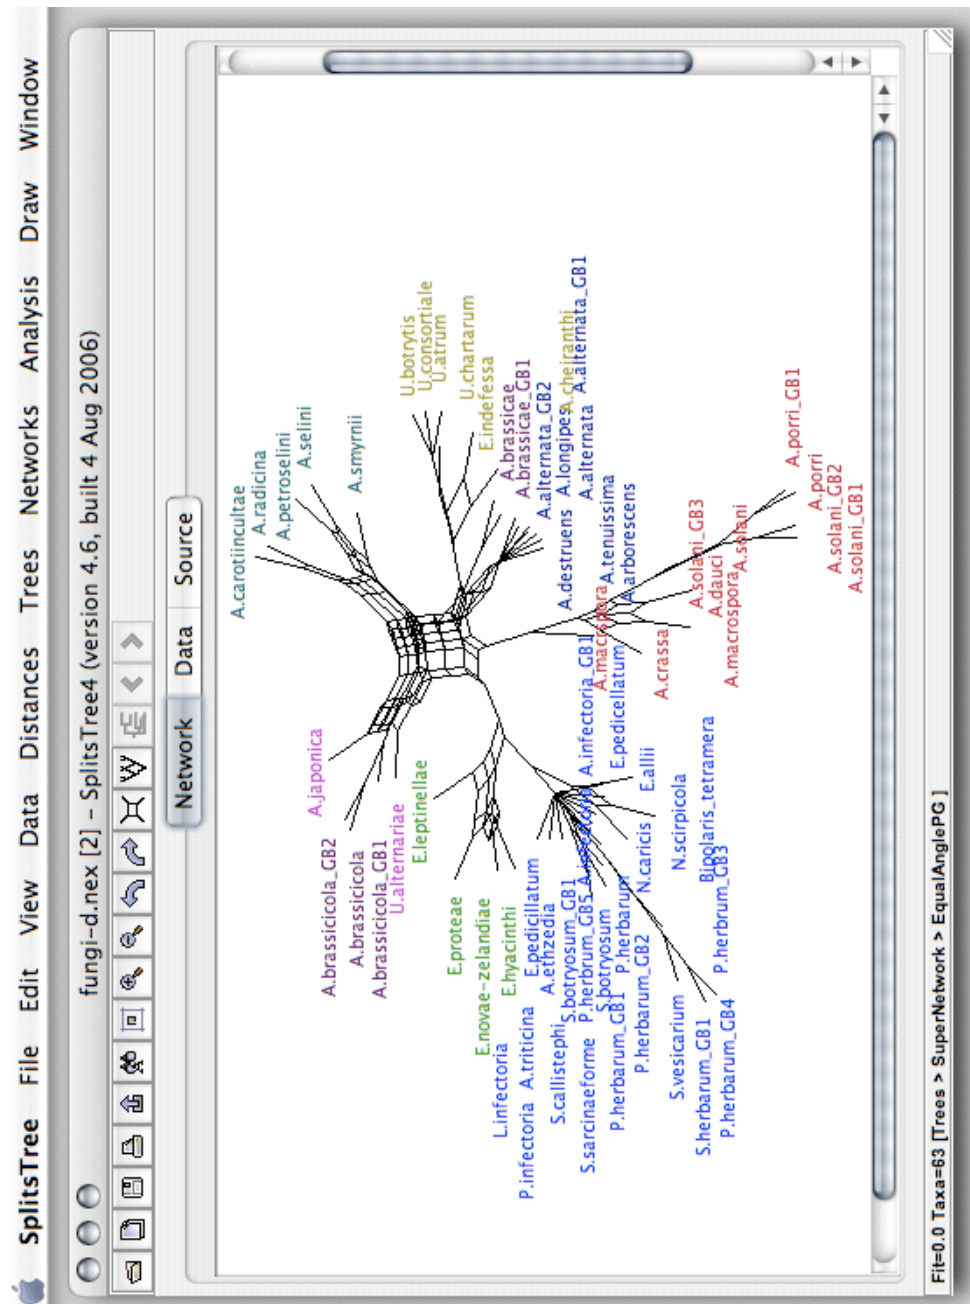 SplitsTree File Edit View Data Distances Trees Networks Analysis Draw Window
fungi-d.nex [2] - SplitsTree4 (version 4.6, built 4 Aug 2006)
Network Data Source
A.carotiincultae
A.radicina
A.petroselini
A.selini
A.smyrnii
A.japonica
A.brassicicola_GB2
A.brassicicola
A.brassicicola_GB1
U.alternariae
E.leptinellae
U.botrytis
U.consortiale
U.atrum
U.chartarum
E.indefessa
A.brassicae
A.brassicae_GB1
A.alternata_GB2
A.longipes
A.cheiranthi
A.alternata_GB1
A.alternata
A.destruens
A.tenuissima
A.arborescens
E.proteae
E.novae-zelandiae
E.hyacinthi
L.infectoria
E.pedicillatum
P.infectoria
A.triticina
A.ethzedia
S.callistephi
S.botryosum_GB1
S.sarcinaeforme
P.herbrum_GB5
A.infectoria_GB1
S.botryosum
A.macrospora
P.herbarum_GB1
P.herbarum
E.pedicellatum
P.herbarum_GB2
N.caricis
E.allii
A.crassa
S.vesicarium
N.scirpicola
A.solani_GB3
S.herbarum_GB1
Bipolaris_tetramera
A.dauci
P.herbarum_GB4
P.herbrum_GB3
A.macrospora
A.solani
A.porri_GB1
A.porri
A.solani_GB2
A.solani_GB1
Fit=0.0 Taxa=63 [Trees > SuperNetwork > EqualAnglePG ]